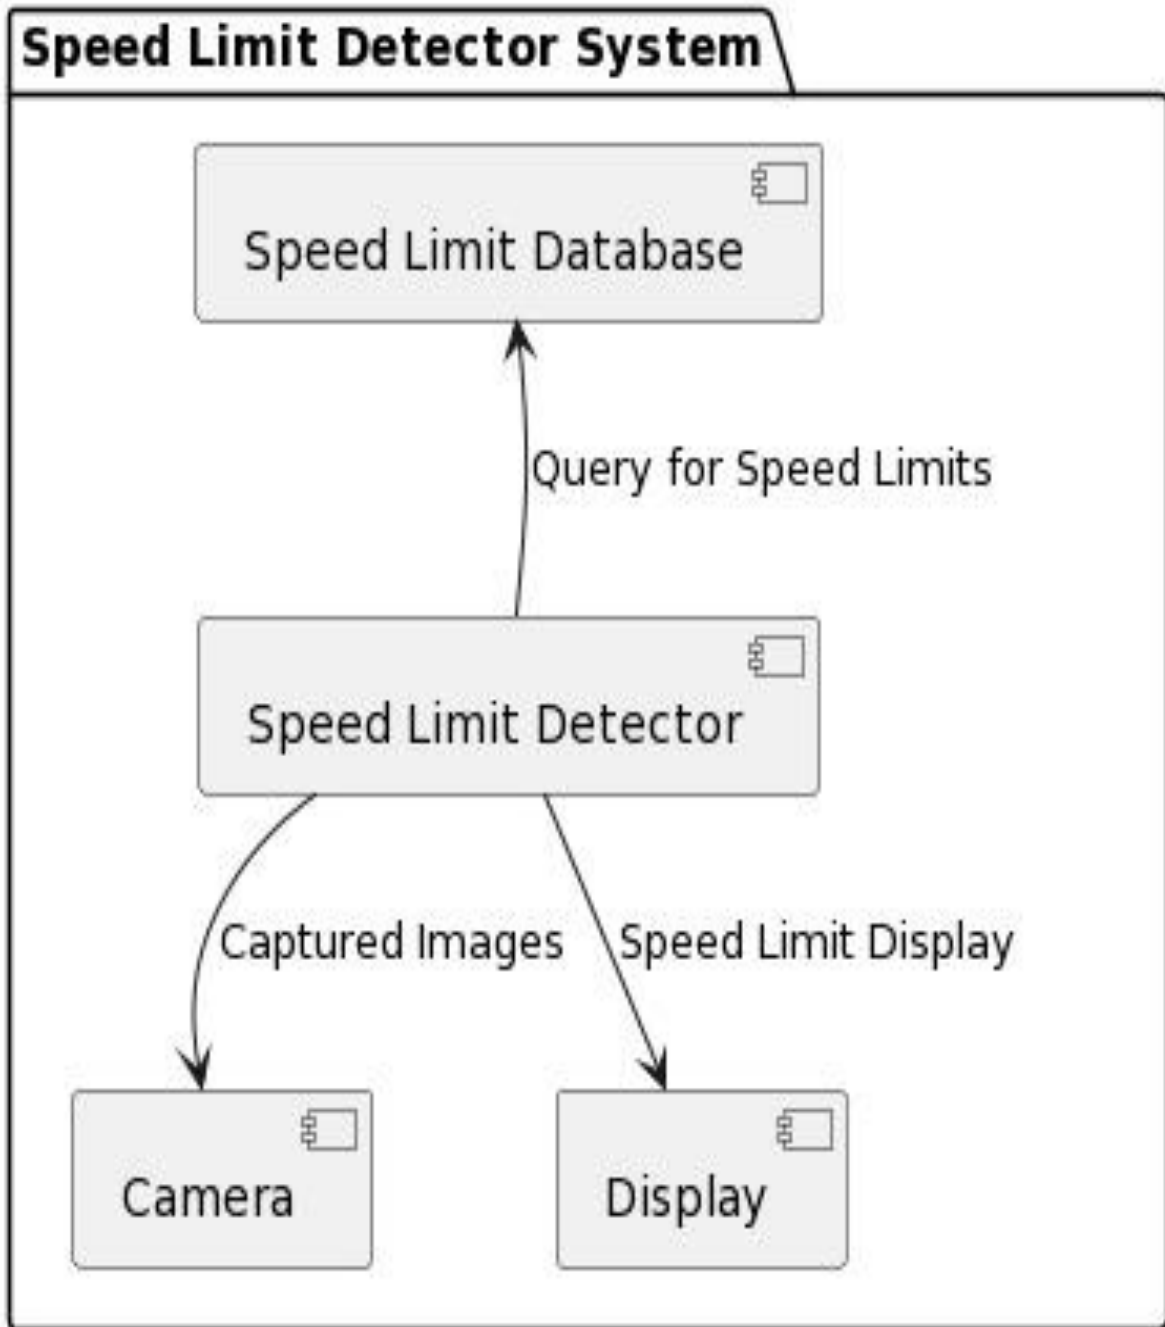 Speed Limit Detector System
Speed Limit Database
Query for Speed Limits
Speed Limit Detector
Captured Images
Speed Limit Display
Camera
Display